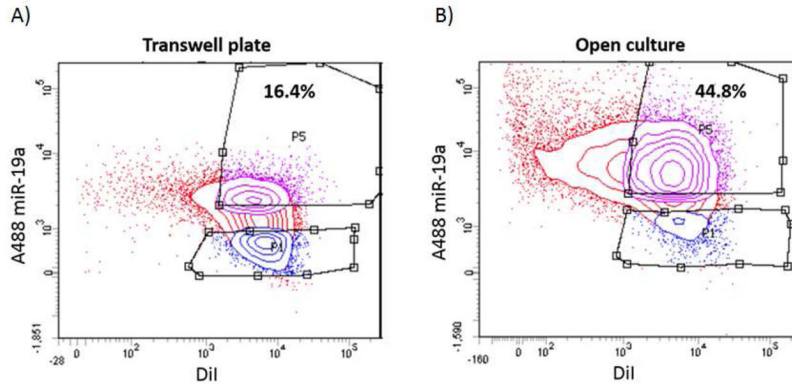 A)
Transwell plate
A488 miR-19a
10^5
10^4
10^3
0
-1,851
16.4%
P5
P1
-28 0 10^2 10^3 10^4 10^5
DiI
B)
Open culture
A488 miR-19a
10^5
10^4
10^3
0
-1,590
44.8%
P5
P1
-160 0 10^2 10^3 10^4 10^5
DiI